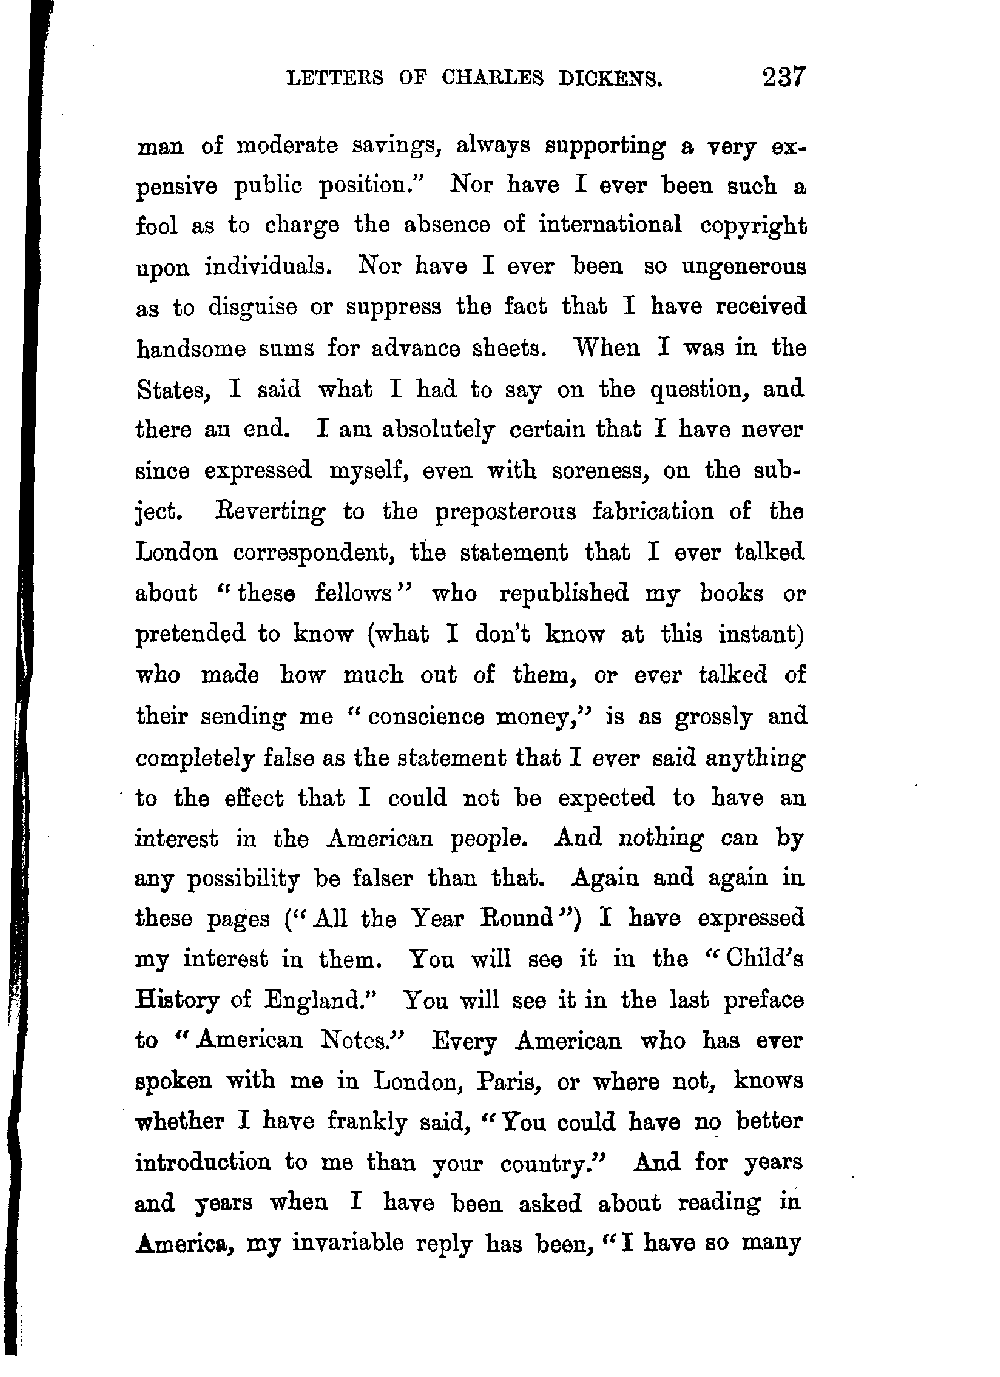 LETTERS OF CHARLES DICKENS. 237
man of moderate savings, always supporting a very ex-
pensive public position." Nor have I ever been such a
fool as to charge the absence of international copyright
upon individuals. Nor have I ever been so ungenerous
as to disguise or suppress the fact that I have received
handsome sums for advance sheets. When I was in the
States, I said what I had to say on the question, and
there an end. I am absolutely certain that I have never
since expressed myself, even with soreness, on the sub-
ject. Reverting to the preposterous fabrication of the
London correspondent, the statement that I ever talked
about "these fellows" who republished my books or
pretended to know (what I don't know at this instant)
who made how much out of them, or ever talked of
their sending me "conscience money," is as grossly and
completely false as the statement that I ever said anything
to the effect that I could not be expected to have an
interest in the American people. And nothing can by
any possibility be falser than that. Again and again in
these pages ("All the Year Round") I have expressed
my interest in them. You will see it in the "Child's
History of England." You will see it in the last preface
to "American Notes." Every American who has ever
spoken with me in London, Paris, or where not, knows
whether I have frankly said, "You could have no better
introduction to me than your country." And for years
and years when I have been asked about reading in
America, my invariable reply has been, "I have so many